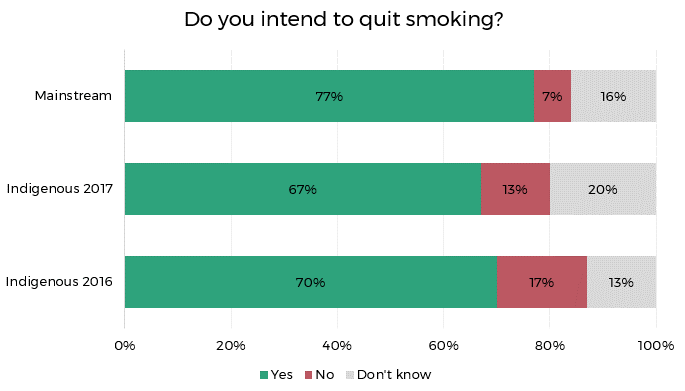 Do you intend to quit smoking?
Mainstream 77% 7% 16%
Indigenous 2017 67% 13% 20%
Indigenous 2016 70% 17% 13%
0% 20% 40% 60% 80% 100%
Yes No Don't know